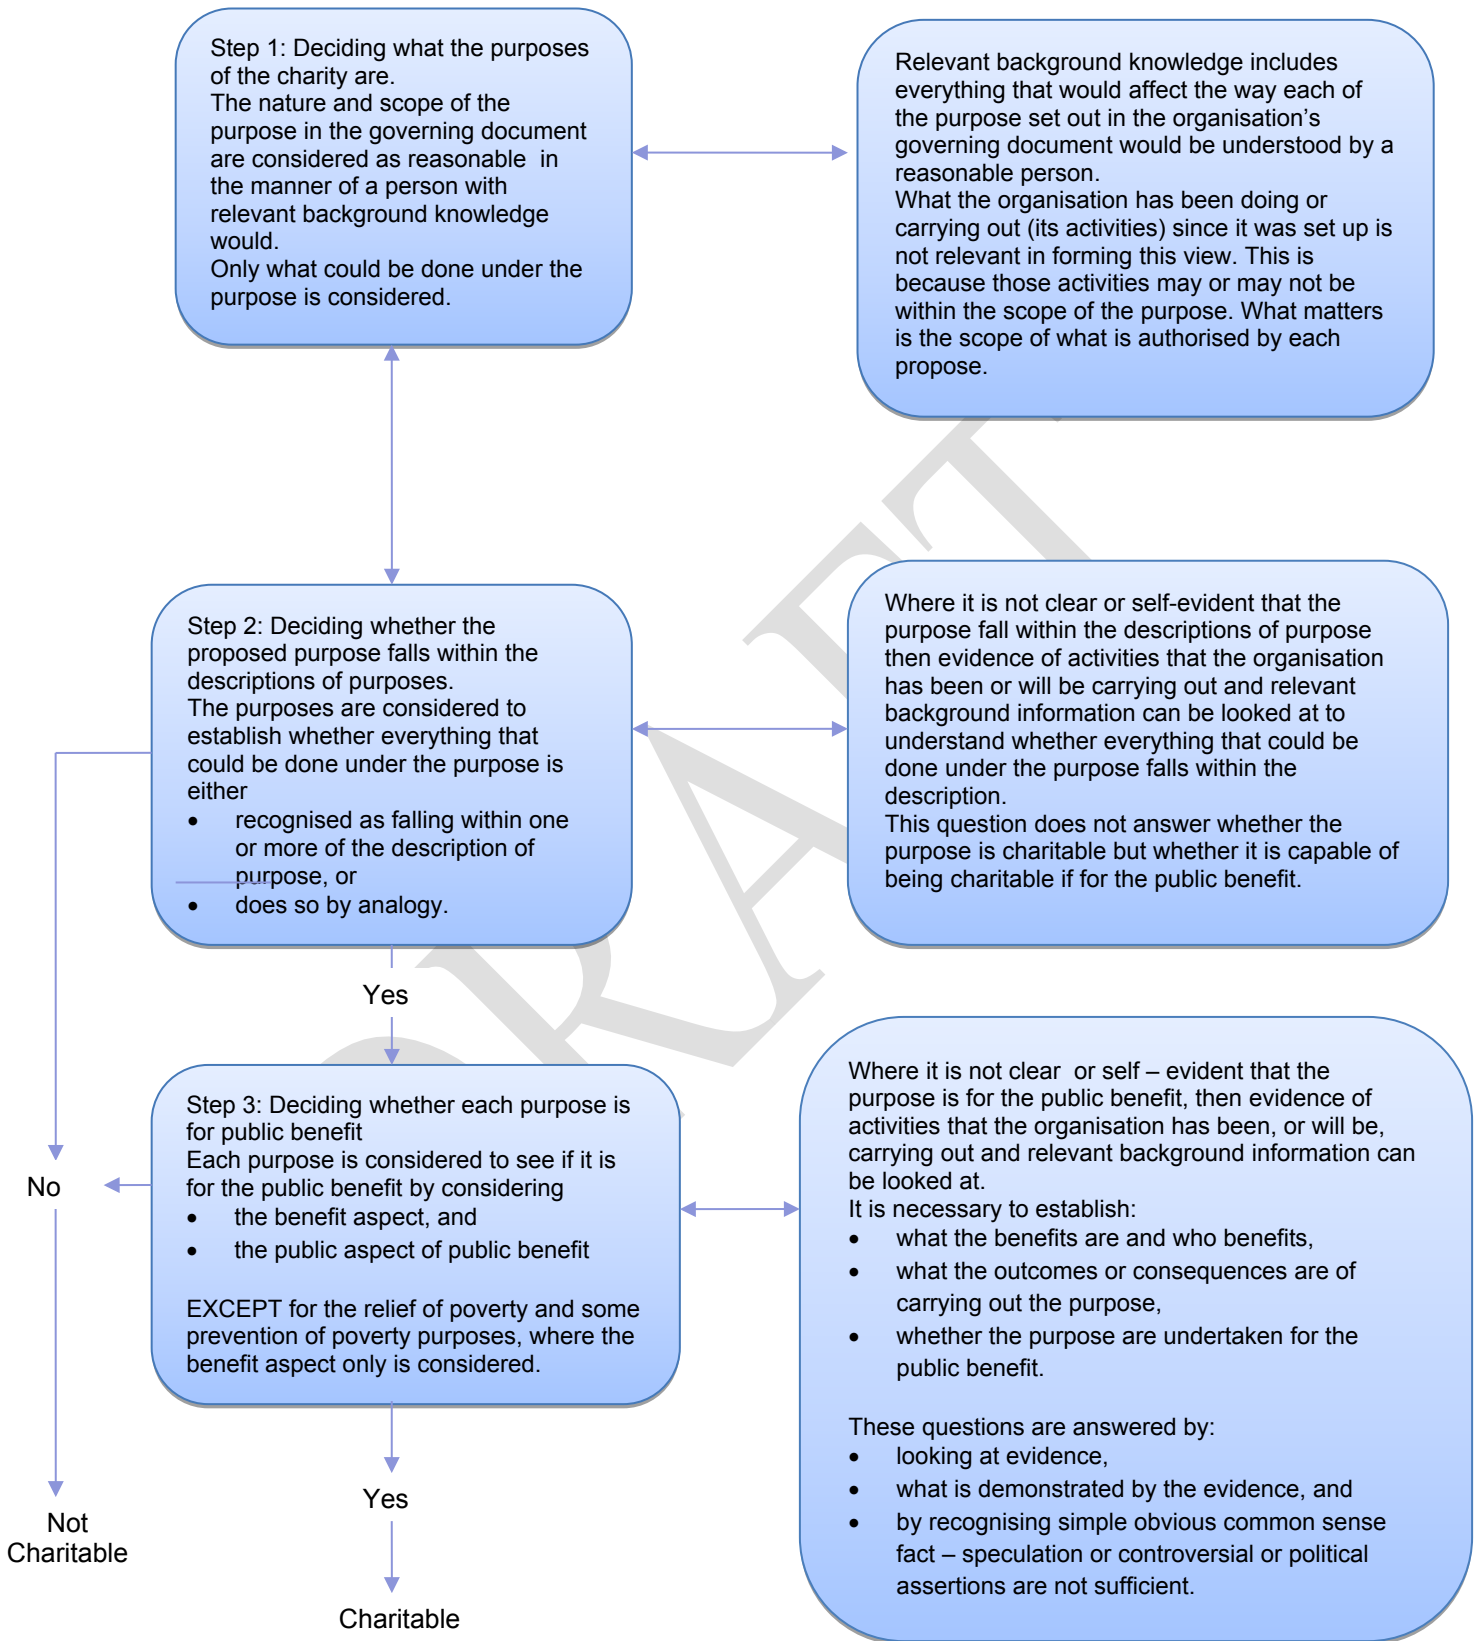 Step 1: Deciding what the purposes
of the charity are.
The nature and scope of the
purpose in the governing document
are considered as reasonable in
the manner of a person with
relevant background knowledge
would.
Only what could be done under the
purpose is considered.
Relevant background knowledge includes
everything that would affect the way each of
the purpose set out in the organisation's
governing document would be understood by a
reasonable person.
What the organisation has been doing or
carrying out (its activities) since it was set up is
not relevant in forming this view. This is
because those activities may or may not be
within the scope of the purpose. What matters
is the scope of what is authorised by each
propose.
Step 2: Deciding whether the
proposed purpose falls within the
descriptions of purposes.
The purposes are considered to
establish whether everything that
could be done under the purpose is
either
• recognised as falling within one
or more of the description of
purpose, or
• does so by analogy.
Where it is not clear or self-evident that the
purpose fall within the descriptions of purpose
then evidence of activities that the organisation
has been or will be carrying out and relevant
background information can be looked at to
understand whether everything that could be
done under the purpose falls within the
description.
This question does not answer whether the
purpose is charitable but whether it is capable of
being charitable if for the public benefit.
Yes
Step 3: Deciding whether each purpose is
for public benefit
Each purpose is considered to see if it is
for the public benefit by considering
• the benefit aspect, and
• the public aspect of public benefit
EXCEPT for the relief of poverty and some
prevention of poverty purposes, where the
benefit aspect only is considered.
No
Where it is not clear or self – evident that the
purpose is for the public benefit, then evidence of
activities that the organisation has been, or will be,
carrying out and relevant background information can
be looked at.
It is necessary to establish:
• what the benefits are and who benefits,
• what the outcomes or consequences are of
carrying out the purpose,
• whether the purpose are undertaken for the
public benefit.
These questions are answered by:
• looking at evidence,
• what is demonstrated by the evidence, and
• by recognising simple obvious common sense
fact – speculation or controversial or political
assertions are not sufficient.
Yes
Not
Charitable
Charitable
DRAFT